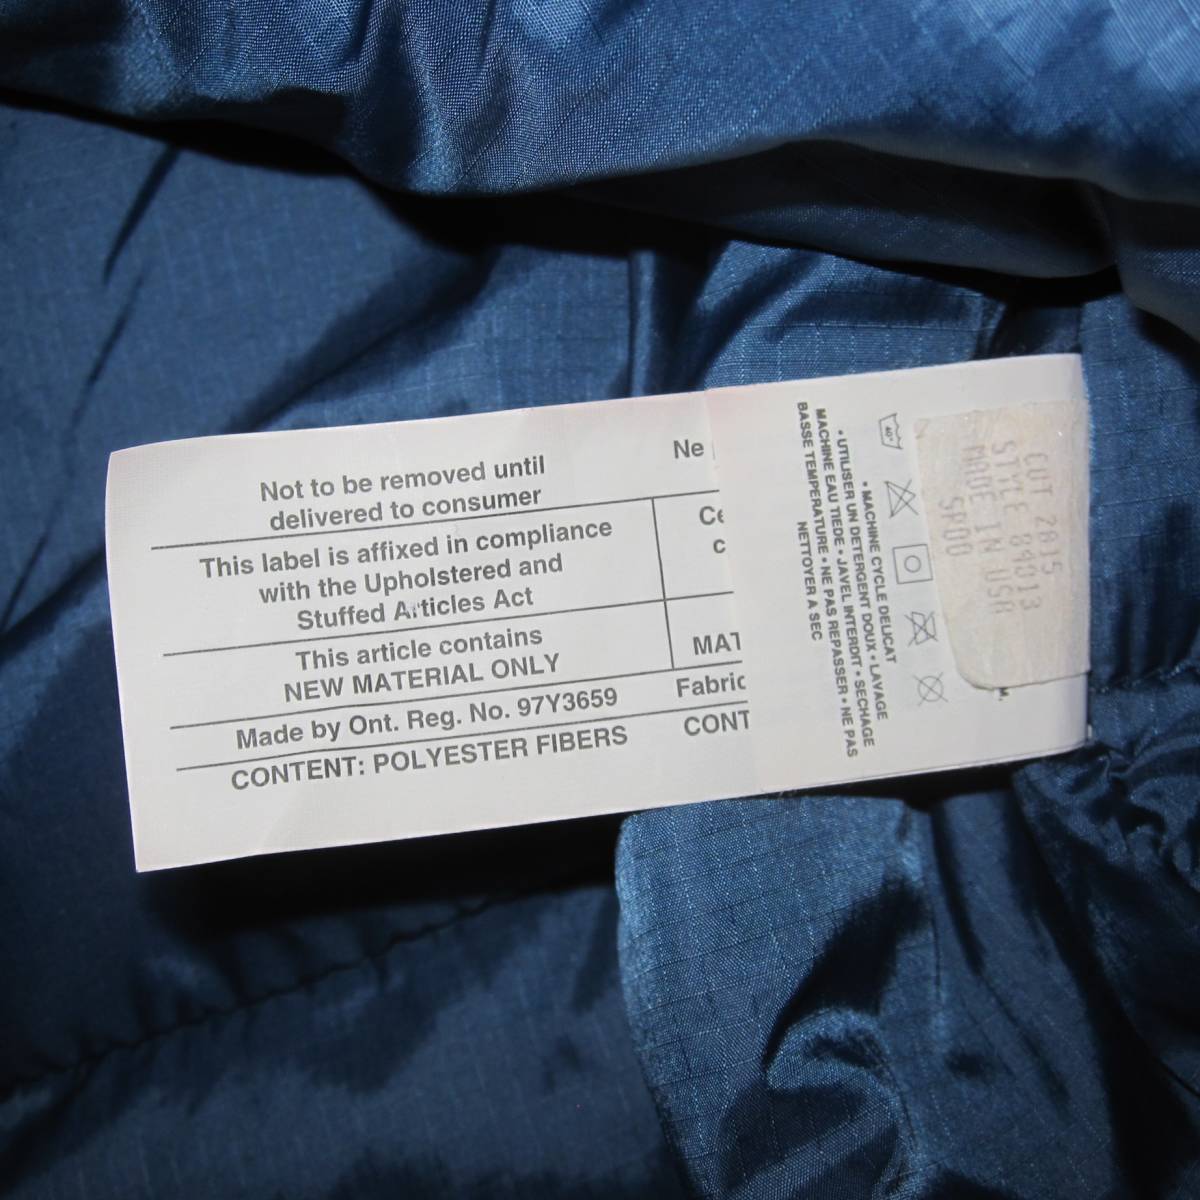 Not to be removed until
delivered to consumer
This label is affixed in compliance
with the Upholstered and
Stuffed Articles Act
This article contains
NEW MATERIAL ONLY
Made by Ont. Reg. No. 97Y3659
CONTENT: POLYESTER FIBERS
Ne
Ce
c
MAT
Fabric
CONT
40°
• MACHINE CYCLE DELICAT
• UTILISER UN DETERGENT DOUX • LAVAGE
MACHINE EAU TIEDE • JAVEL INTERDIT • SECHAGE
BASSE TEMPERATURE • NE PAS REPASSER • NE PAS
NETTOYER A SEC
CUT 2815
STYLE 89013
MADE IN USA
SR00
M.